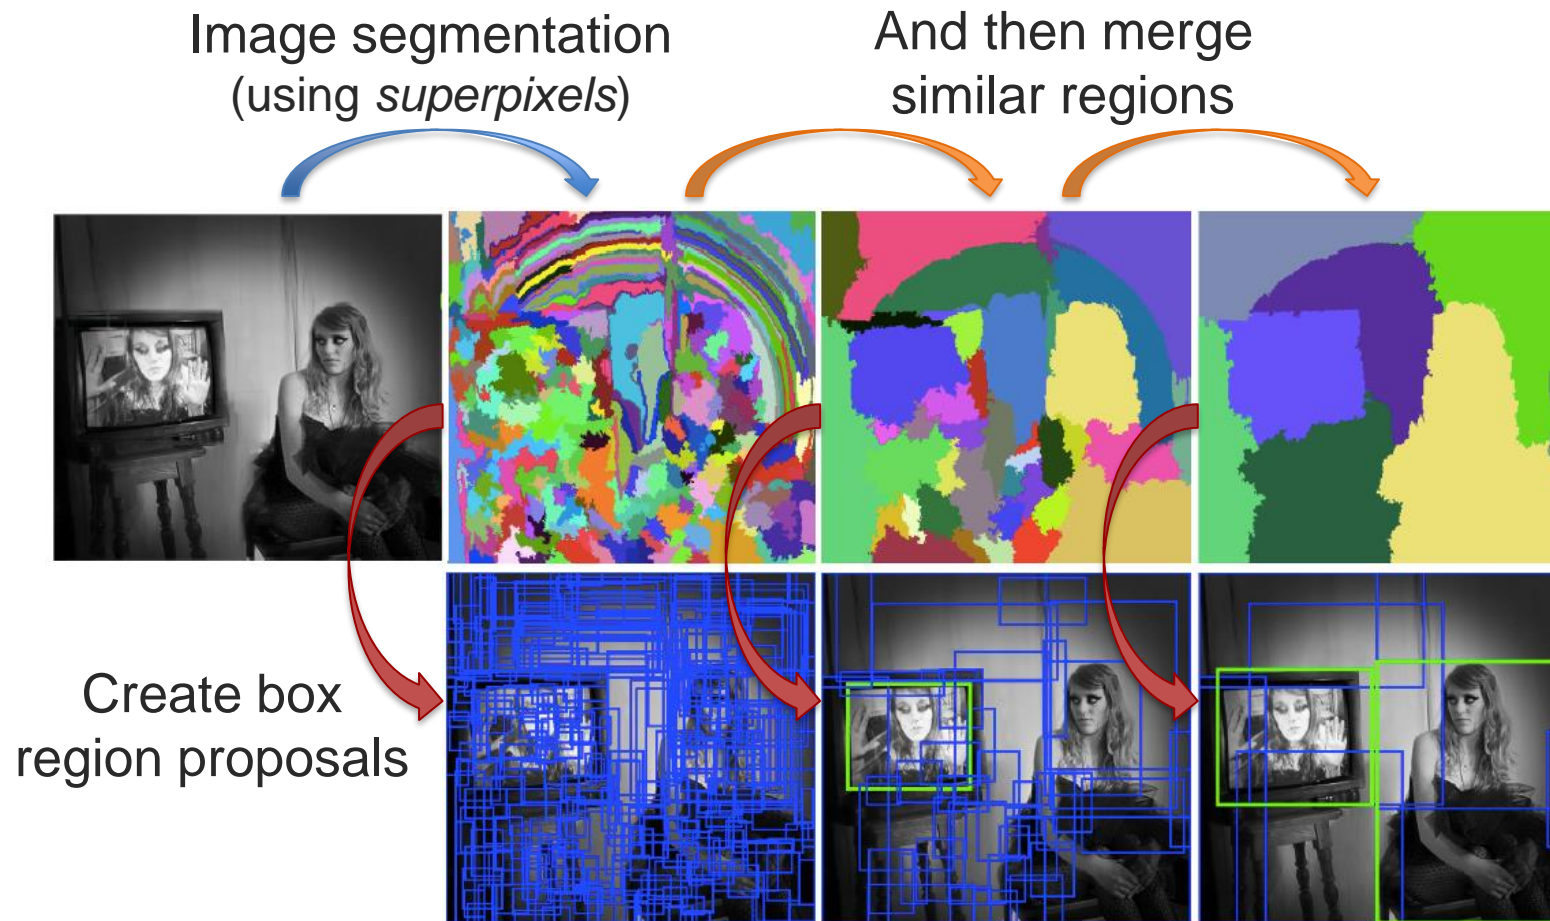 Image segmentation
(using superpixels)
And then merge
similar regions
Create box
region proposals